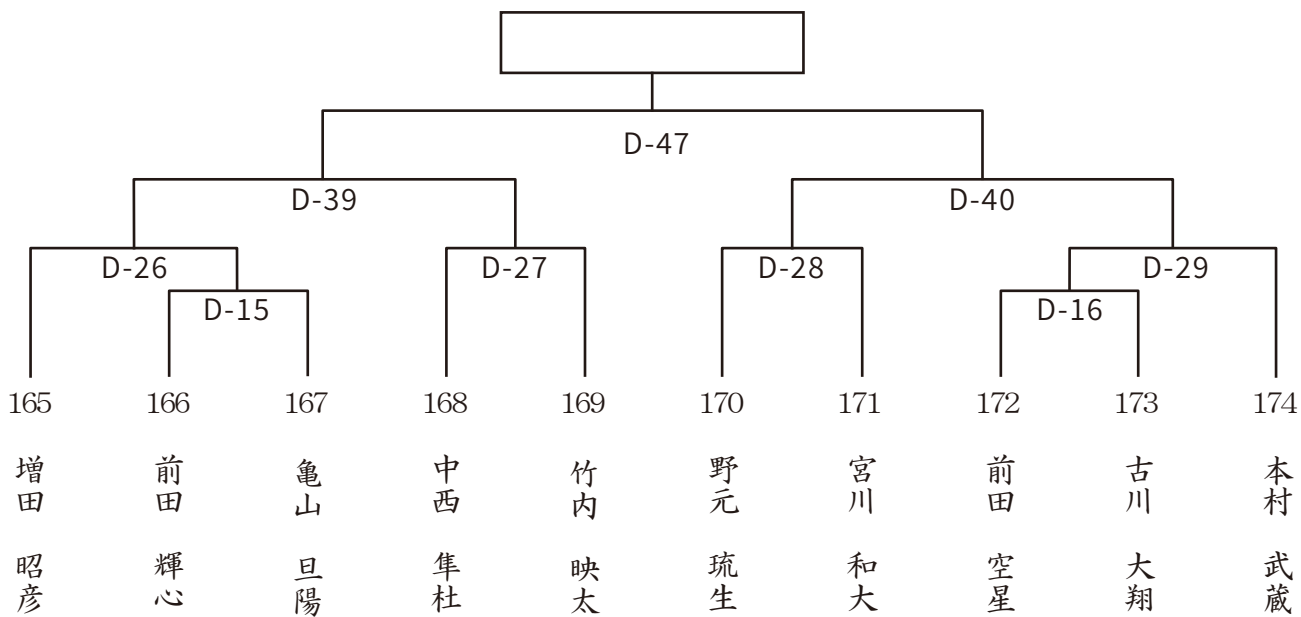 D-47
D-39
D-40
D-26
D-27
D-28
D-29
D-15
D-16
165
166
167
168
169
170
171
172
173
174
増田 昭彦
前田 輝心
亀山 旦陽
中西 隼杜
竹内 映太
野元 琉生
宮川 和大
前田 空星
古川 大翔
本村 武蔵